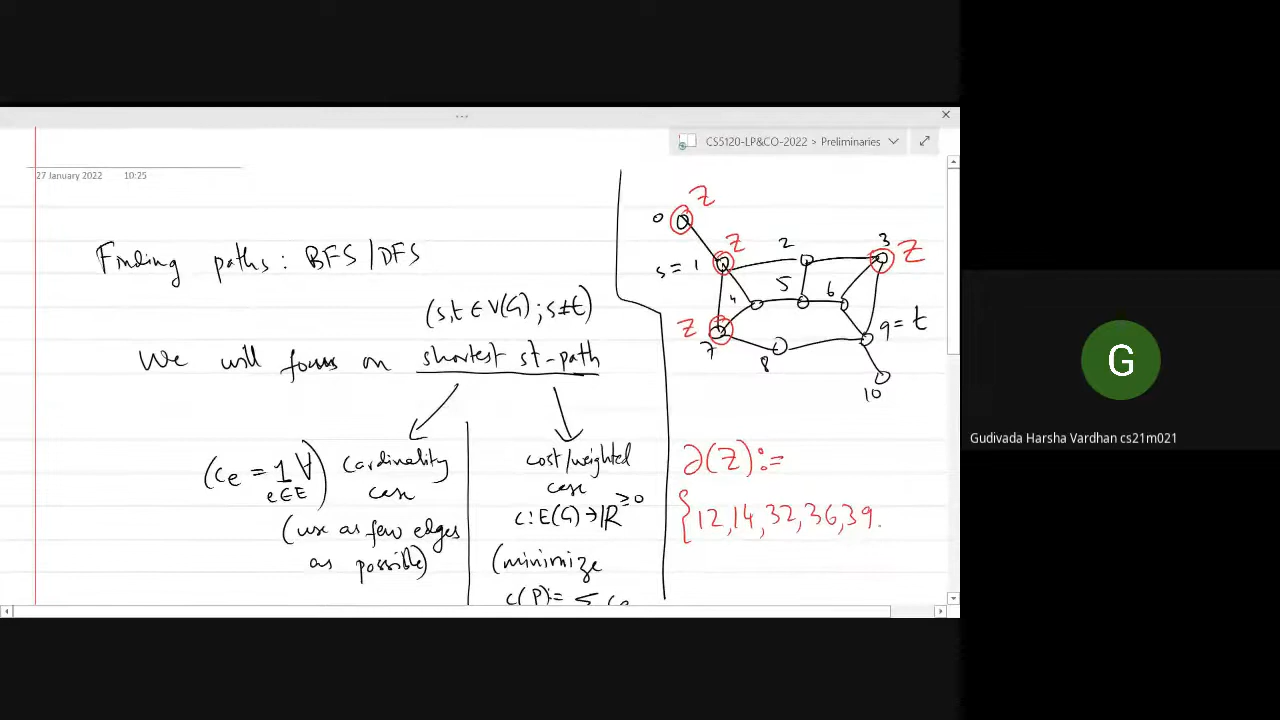 CS5120-LP&CO-2022 > Preliminaries
27 January 2022 10:25
Finding paths: BFS/DFS
(s,t ∈ V(G); s≠t)
We will focus on shortest st-path
(ce = 1 ∀ e∈E) cardinality case
(use as few edges
as possible)
cost/weighted
case
c: E(G) → ℝ≥0
(minimize
c(P):= Σ ce
0 Z
s = 1 Z
2
3 Z
4
5
6
Z 7
8
9 = t
10
∂(Z) :=
{12, 14, 32, 36, 39.
G
Gudivada Harsha Vardhan cs21m021